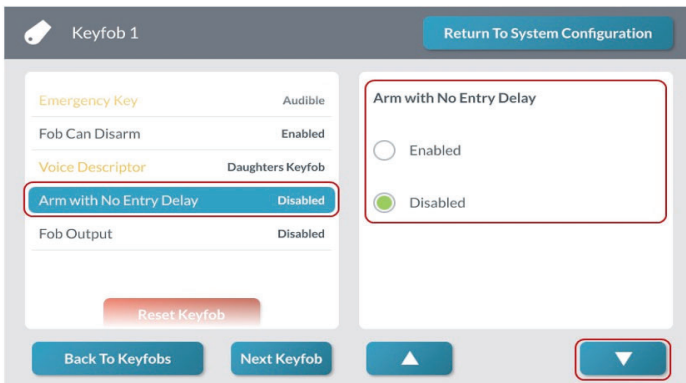 Keyfob 1
Return To System Configuration
Emergency Key Audible
Fob Can Disarm Enabled
Voice Descriptor Daughters Keyfob
Arm with No Entry Delay Disabled
Fob Output Disabled
Reset Keyfob
Arm with No Entry Delay
Enabled
Disabled
Back To Keyfobs
Next Keyfob